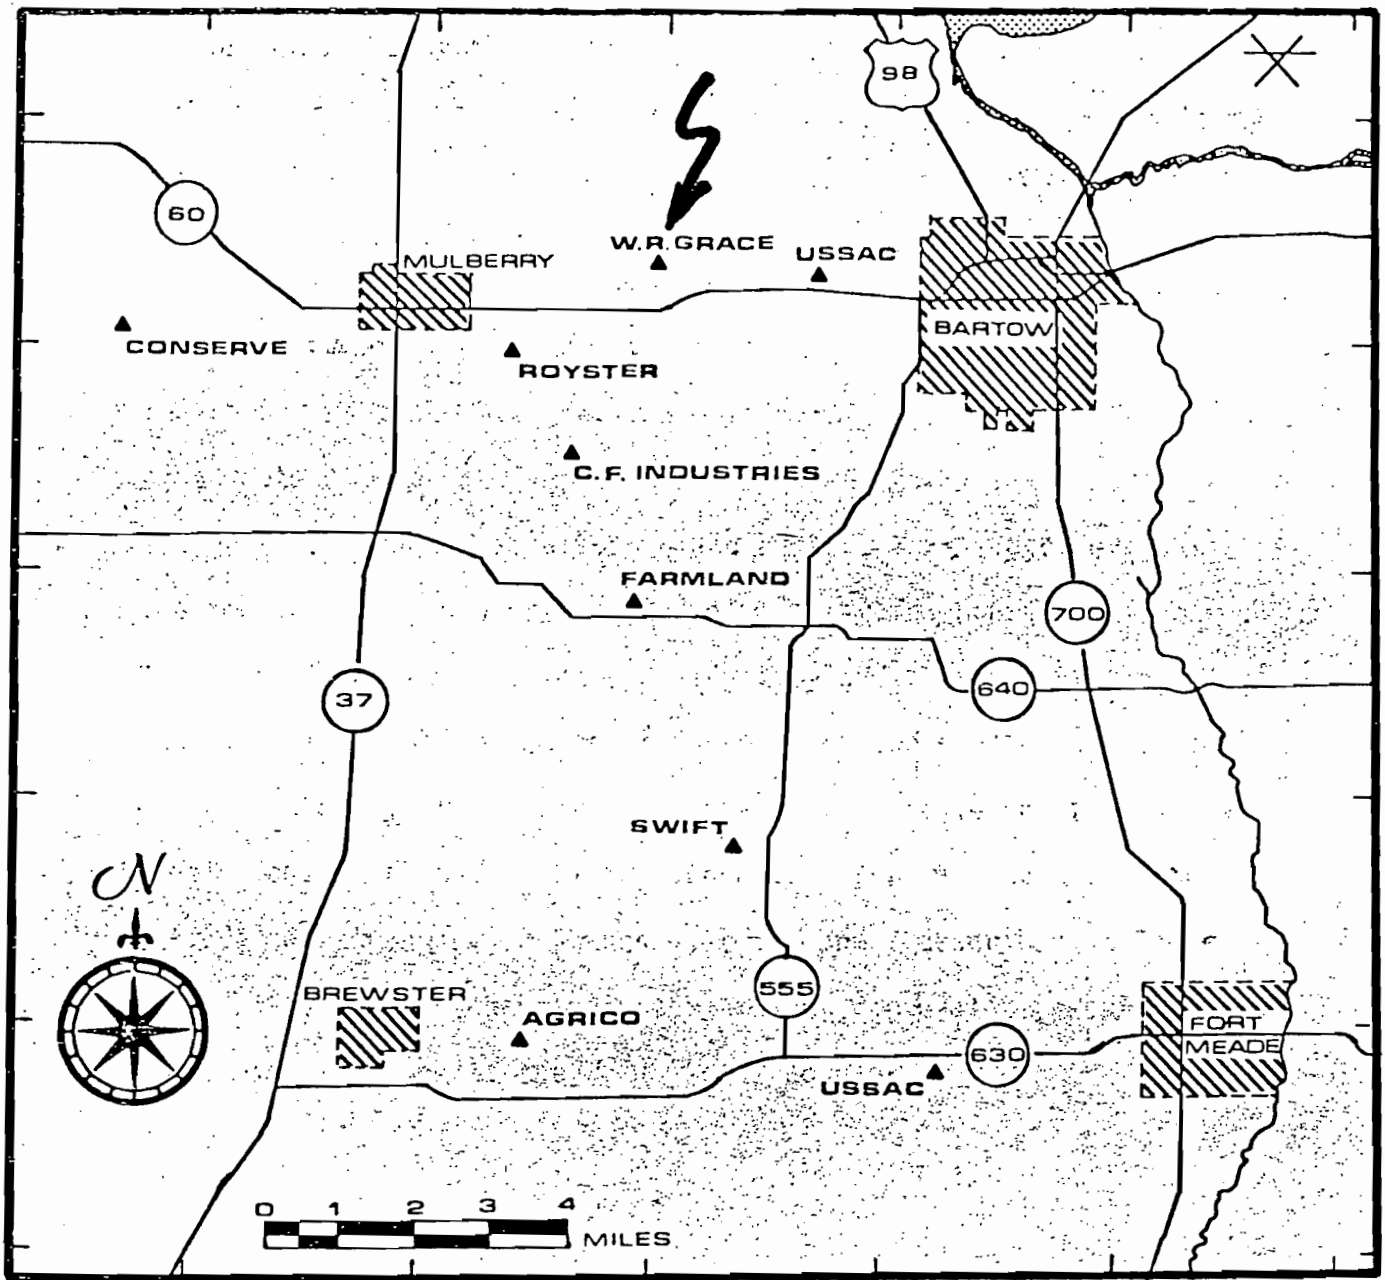 98
60
W.R. GRACE
USSAC
MULBERRY
BARTOW
CONSERVE
ROYSTER
C.F. INDUSTRIES
FARMLAND
700
640
37
SWIFT
N
555
BREWSTER
AGRICO
FORT
MEADE
630
USSAC
0 1 2 3 4
MILES